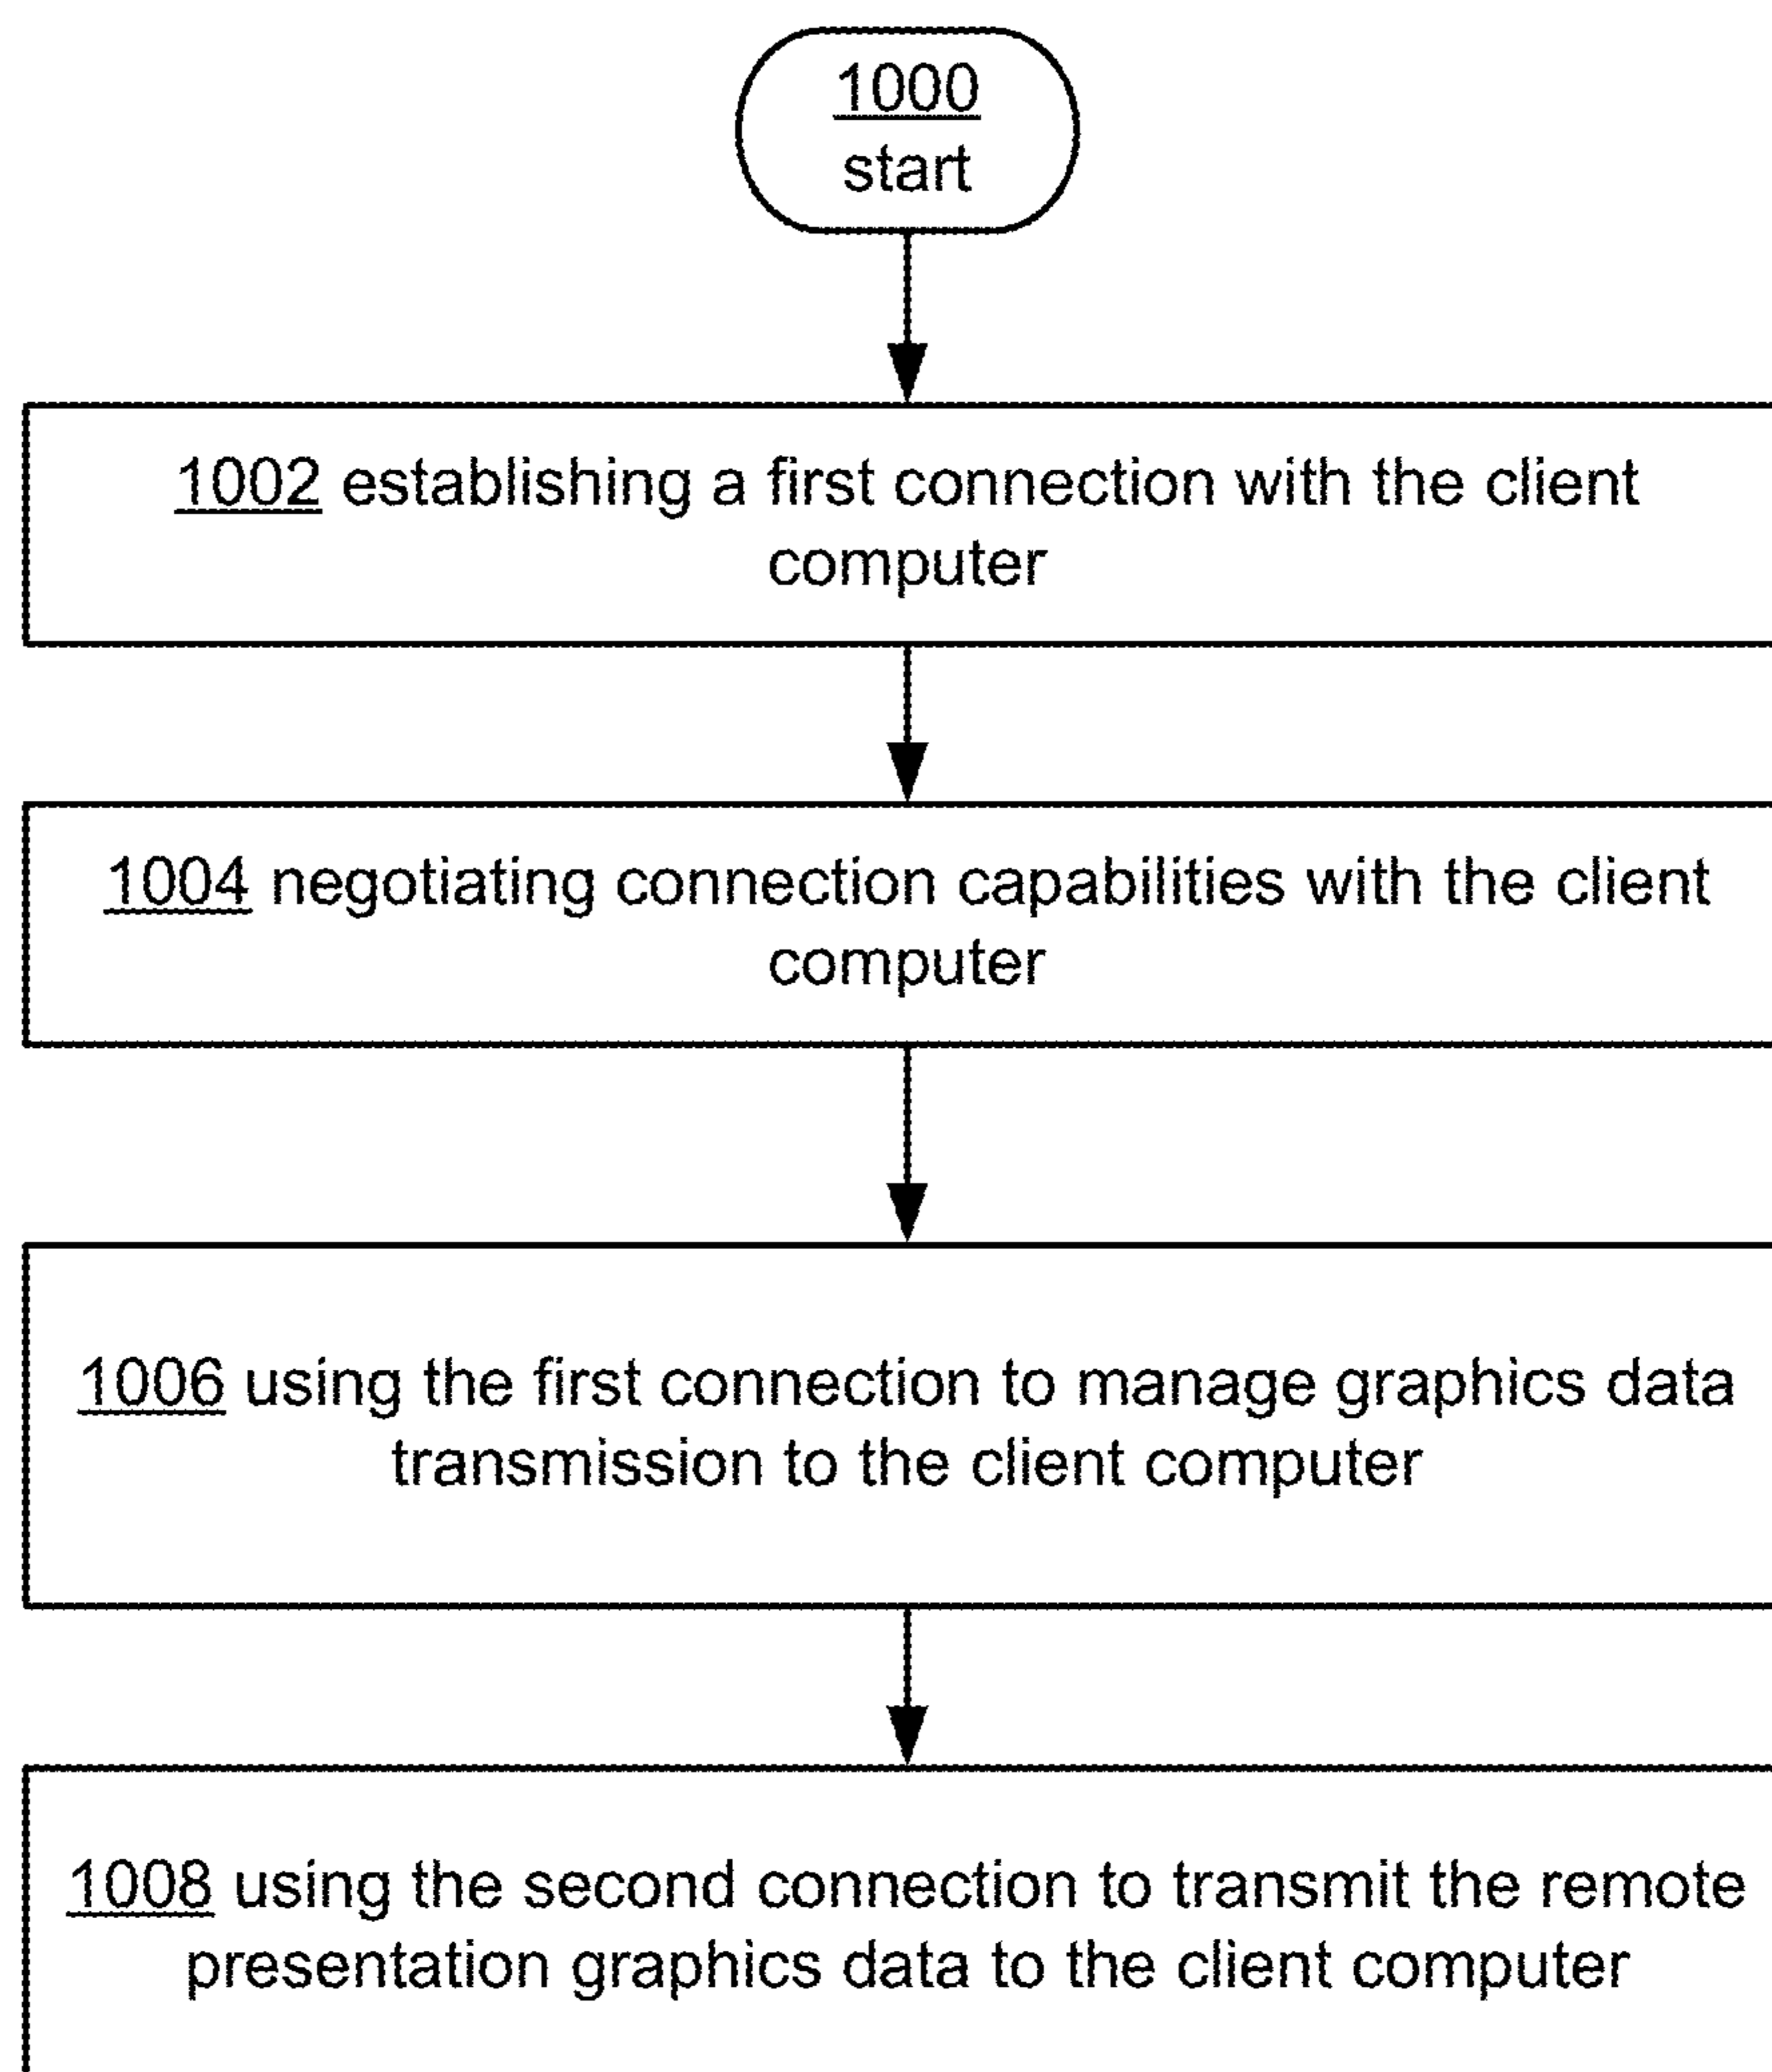 1000
start
1002 establishing a first connection with the client
computer
1004 negotiating connection capabilities with the client
computer
1006 using the first connection to manage graphics data
transmission to the client computer
1008 using the second connection to transmit the remote
presentation graphics data to the client computer